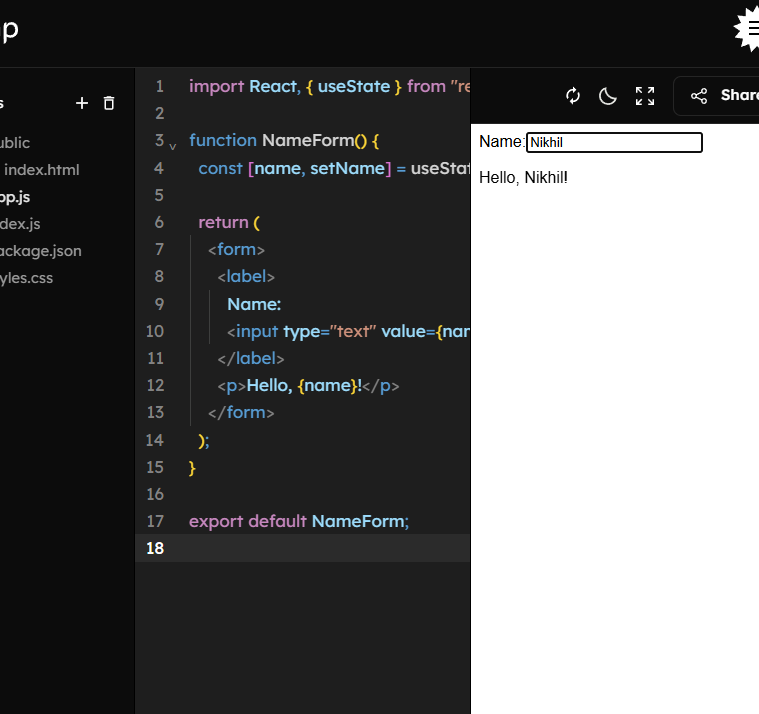 p
s
ublic
index.html
pp.js
dex.js
ackage.json
yles.css
1 import React, { useState } from "re
2
3 function NameForm() {
4 const [name, setName] = useStat
5
6 return (
7 <form>
8 <label>
9 Name:
10 <input type="text" value={nam
11 </label>
12 <p>Hello, {name}!</p>
13 </form>
14 );
15 }
16
17 export default NameForm;
18
Share
Name: Nikhil
Hello, Nikhil!